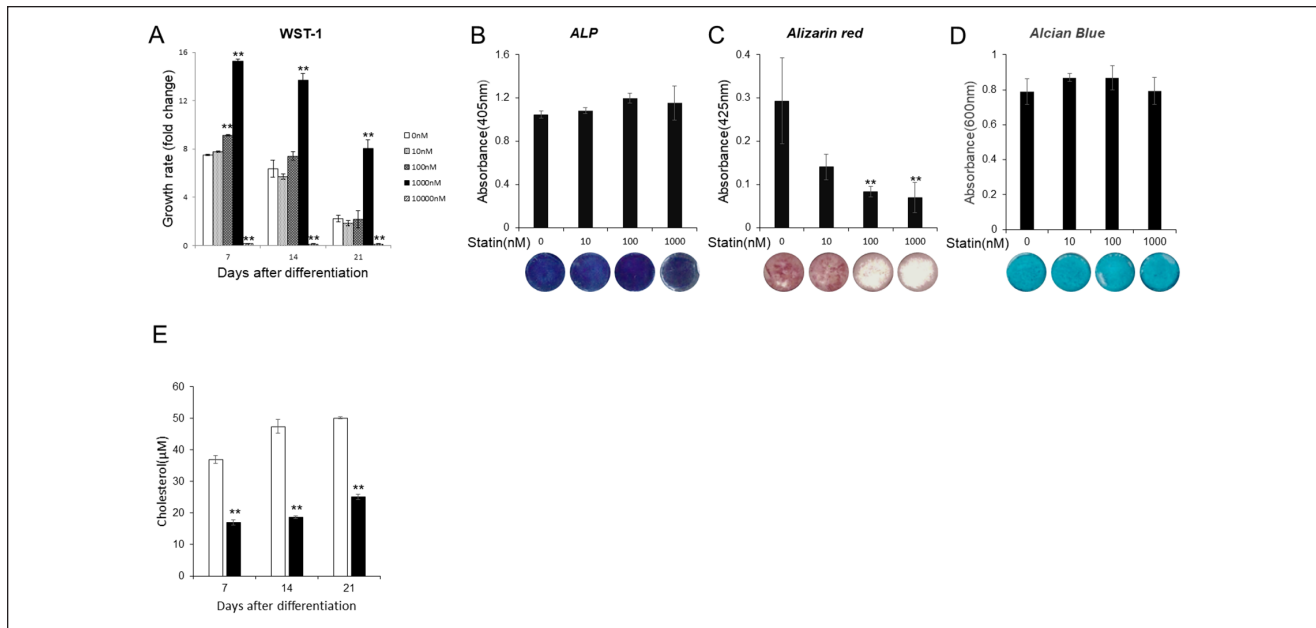 A
WST-1
Growth rate (fold change)
16
12
8
4
0
**
**
**
**
**
**
**
7
14
21
Days after differentiation
0nM
10nM
100nM
1000nM
10000nM
B
ALP
Absorbance(405nm)
1.6
1.2
0.8
0.4
0
Statin(nM)
0
10
100
1000
C
Alizarin red
Absorbance(425nm)
0.4
0.3
0.2
0.1
0
**
**
Statin(nM)
0
10
100
1000
D
Alcian Blue
Absorbance(600nm)
1
0.8
0.6
0.4
0.2
0
Statin(nM)
0
10
100
1000
E
Cholesterol(µM)
60
50
40
30
20
10
0
**
**
**
7
14
21
Days after differentiation